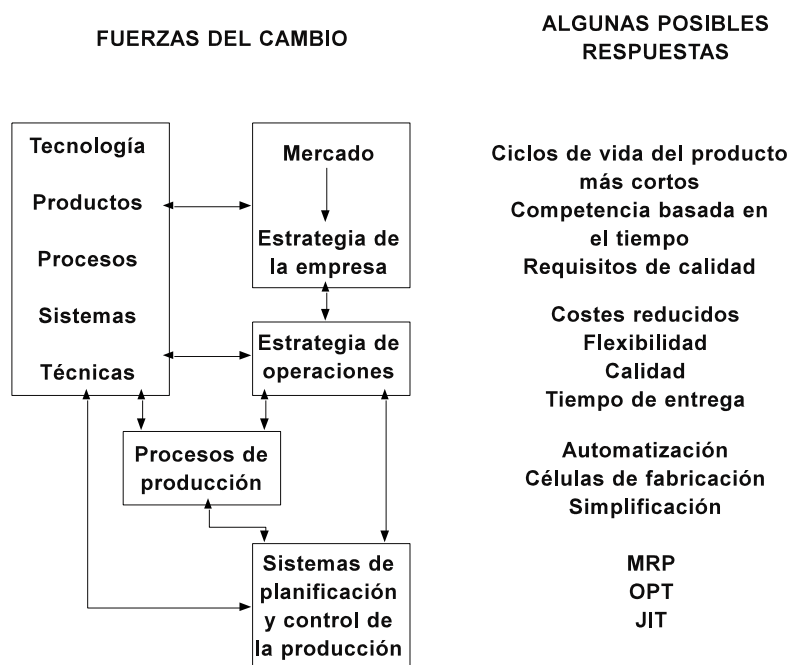 FUERZAS DEL CAMBIO
ALGUNAS POSIBLES
RESPUESTAS
Tecnología
Productos
Procesos
Sistemas
Técnicas
Mercado
Estrategia de
la empresa
Estrategia de
operaciones
Procesos de
producción
Sistemas de
planificación
y control de
la producción
Ciclos de vida del producto
más cortos
Competencia basada en
el tiempo
Requisitos de calidad
Costes reducidos
Flexibilidad
Calidad
Tiempo de entrega
Automatización
Células de fabricación
Simplificación
MRP
OPT
JIT